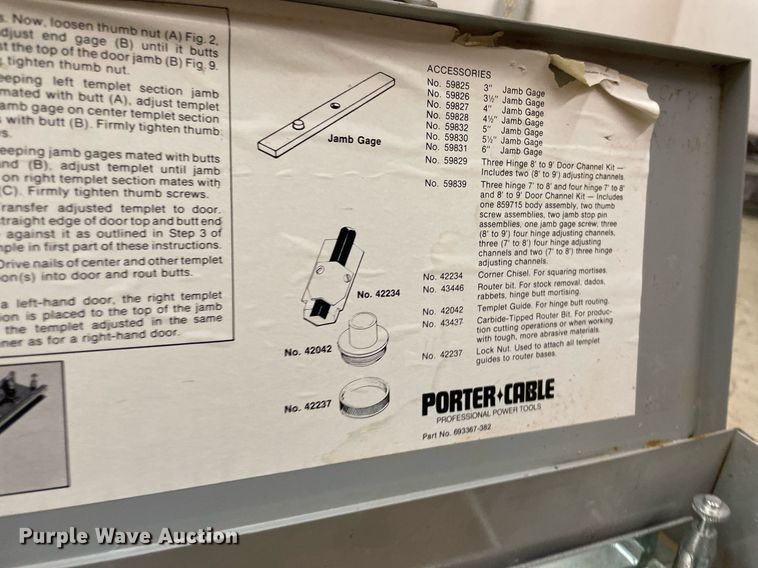 s. Now, loosen thumb nut (A) Fig. 2,
djust end gage (B) until it butts
st the top of the door jamb (B) Fig. 9.
tighten thumb nut.
eeping left templet section jamb
mated with butt (A), adjust templet
amb gage on center templet section
with butt (B). Firmly tighten thumb
vs.
eeping jamb gages mated with butts
nd (B), adjust templet until jamb
on right templet section mates with
(C). Firmly tighten thumb screws.
ransfer adjusted templet to door.
traight edge of door top and butt end
against it as outlined in Step 3 of
ple in first part of these instructions.
Drive nails of center and other templet
on(s) into door and rout butts.
a left-hand door, the right templet
ion is placed to the top of the jamb
the templet adjusted in the same
ner as for a right-hand door.
Jamb Gage
No. 42234
No. 42042
No. 42237
ACCESSORIES
No. 59825 3" Jamb Gage
No. 59826 3½" Jamb Gage
No. 59827 4" Jamb Gage
No. 59828 4½" Jamb Gage
No. 59832 5" Jamb Gage
No. 59830 5½" Jamb Gage
No. 59831 6" Jamb Gage
No. 59829 Three Hinge 8' to 9' Door Channel Kit —
Includes two (8' to 9') adjusting channels.
No. 59839 Three hinge 7' to 8' and four hinge 7' to 8'
and 8' to 9' Door Channel Kit — Includes
one 859715 body assembly, two thumb
screw assemblies, two jamb stop pin
assemblies, one jamb gage screw, three
(8' to 9') four hinge adjusting channels,
three (7' to 8') four hinge adjusting
channels and two (7' to 8') three hinge
adjusting channels.
No. 42234 Corner Chisel. For squaring mortises.
No. 43446 Router bit. For stock removal, dados,
rabbets, hinge butt mortising.
No. 42042 Templet Guide. For hinge butt routing.
No. 43437 Carbide-Tipped Router Bit. For produc-
tion cutting operations or when working
with tough, more abrasive materials.
No. 42237 Lock Nut. Used to attach all templet
guides to router bases.
PORTER+CABLE
PROFESSIONAL POWER TOOLS
Part No. 693367-382
Purple Wave Auction